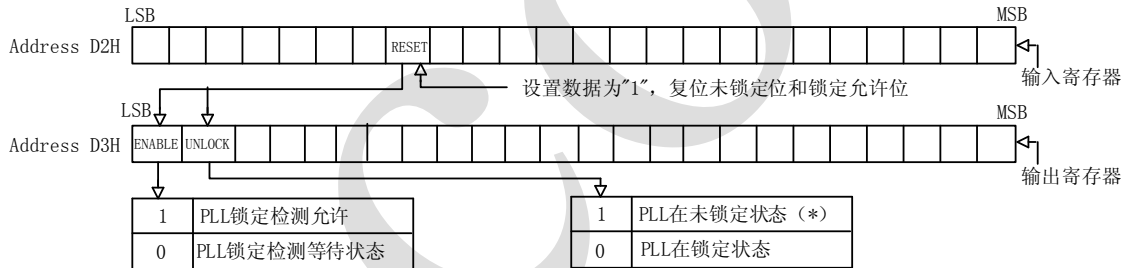 LSB MSB
Address D2H RESET
输入寄存器
设置数据为"1"，复位未锁定位和锁定允许位
LSB MSB
Address D3H ENABLE UNLOCK
输出寄存器
1 PLL锁定检测允许
0 PLL锁定检测等待状态
1 PLL在未锁定状态（*）
0 PLL在锁定状态